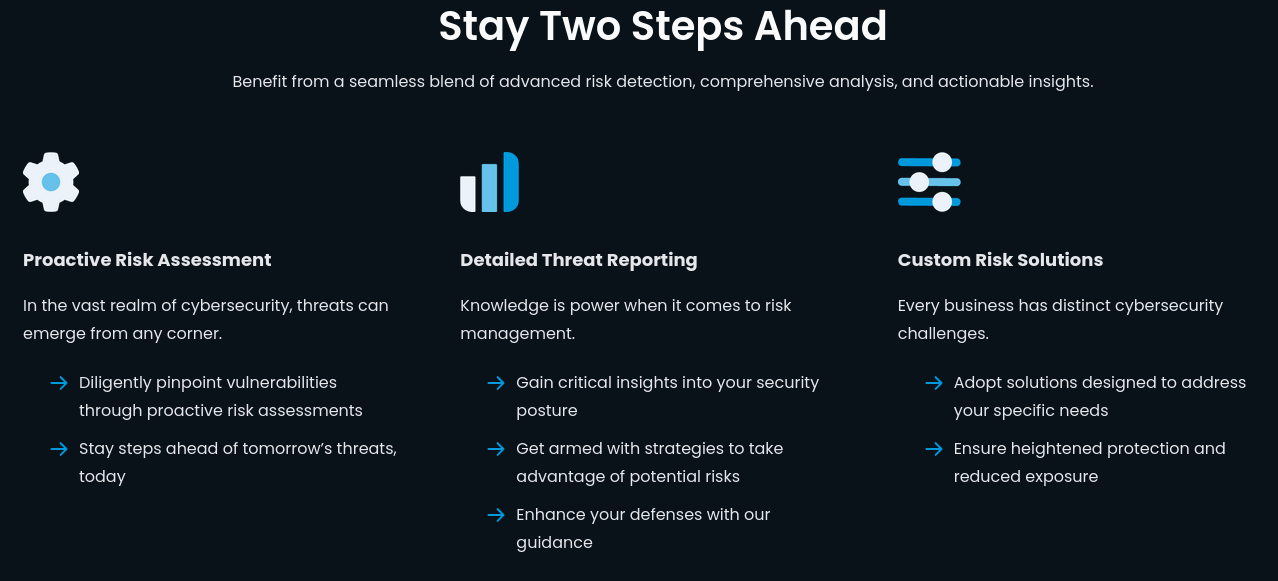 Stay Two Steps Ahead
Benefit from a seamless blend of advanced risk detection, comprehensive analysis, and actionable insights.
Proactive Risk Assessment
In the vast realm of cybersecurity, threats can
emerge from any corner.
Diligently pinpoint vulnerabilities
through proactive risk assessments
Stay steps ahead of tomorrow’s threats,
today
Detailed Threat Reporting
Knowledge is power when it comes to risk
management.
Gain critical insights into your security
posture
Get armed with strategies to take
advantage of potential risks
Enhance your defenses with our
guidance
Custom Risk Solutions
Every business has distinct cybersecurity
challenges.
Adopt solutions designed to address
your specific needs
Ensure heightened protection and
reduced exposure